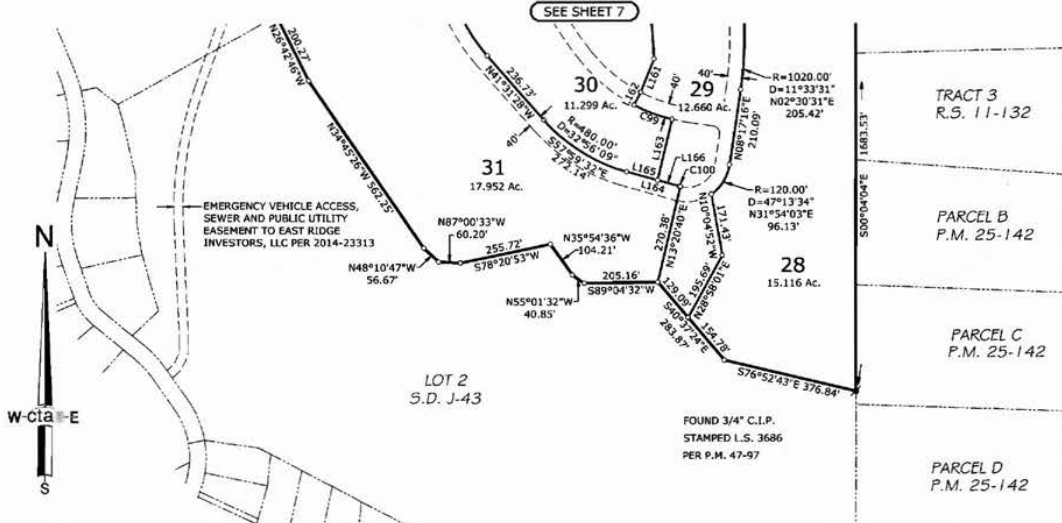 SEE SHEET 7
200.27'
N26°42'46"W
N34°45'26"W 562.25'
236.73'
N41°31'28"W
40'
R=480.00'
D=32°56'09"
S57°59'32"E
272.14'
30
11.299 Ac.
L161
L162
40'
C99
L163
29
12.660 Ac.
40'
R=1020.00'
D=11°33'31"
N02°30'31"E
205.42'
N08°17'16"E
210.09'
L165
L164
L166
C100
R=120.00'
D=47°13'34"
N31°54'03"E
96.13'
31
17.952 Ac.
EMERGENCY VEHICLE ACCESS,
SEWER AND PUBLIC UTILITY
EASEMENT TO EAST RIDGE
INVESTORS, LLC PER 2014-23313
N87°00'33"W
60.20'
N48°10'47"W
56.67'
255.72'
S78°20'53"W
N35°54'36"W
104.21'
N55°01'32"W
40.85'
205.16'
S89°04'32"W
270.38'
N13°20'40"E
N10°04'52"W
171.43'
195.69'
N28°58'01"E
129.09'
S40°37'24"E
283.87'
154.78'
28
15.116 Ac.
S76°52'43"E 376.84'
1683.53'
S00°04'04"E
TRACT 3
R.S. 11-132
PARCEL B
P.M. 25-142
PARCEL C
P.M. 25-142
PARCEL D
P.M. 25-142
LOT 2
S.D. J-43
FOUND 3/4" C.I.P.
STAMPED L.S. 3686
PER P.M. 47-97
N
W-cta E
S